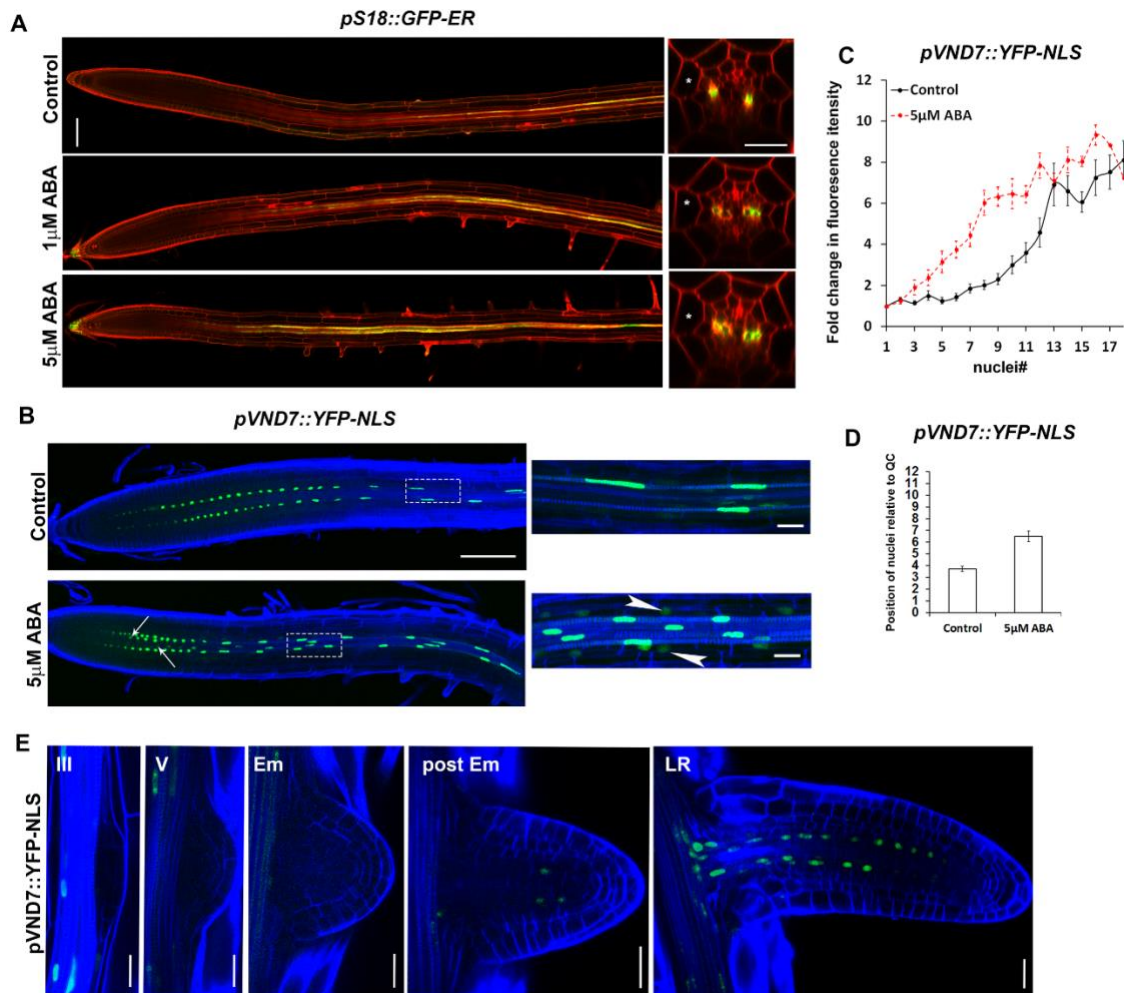 A
pS18::GFP-ER
Control
1µM ABA
5µM ABA
*
*
*
B
pVND7::YFP-NLS
Control
5µM ABA
C
pVND7::YFP-NLS
Control
5µM ABA
Fold change in fluoresence itensity
12
10
8
6
4
2
0
1 3 5 7 9 11 13 15 17
nuclei#
D
pVND7::YFP-NLS
Position of nuclei relative to QC
12
11
10
9
8
7
6
5
4
3
2
1
0
Control 5µM ABA
E
pVND7::YFP-NLS
III V Em post Em LR